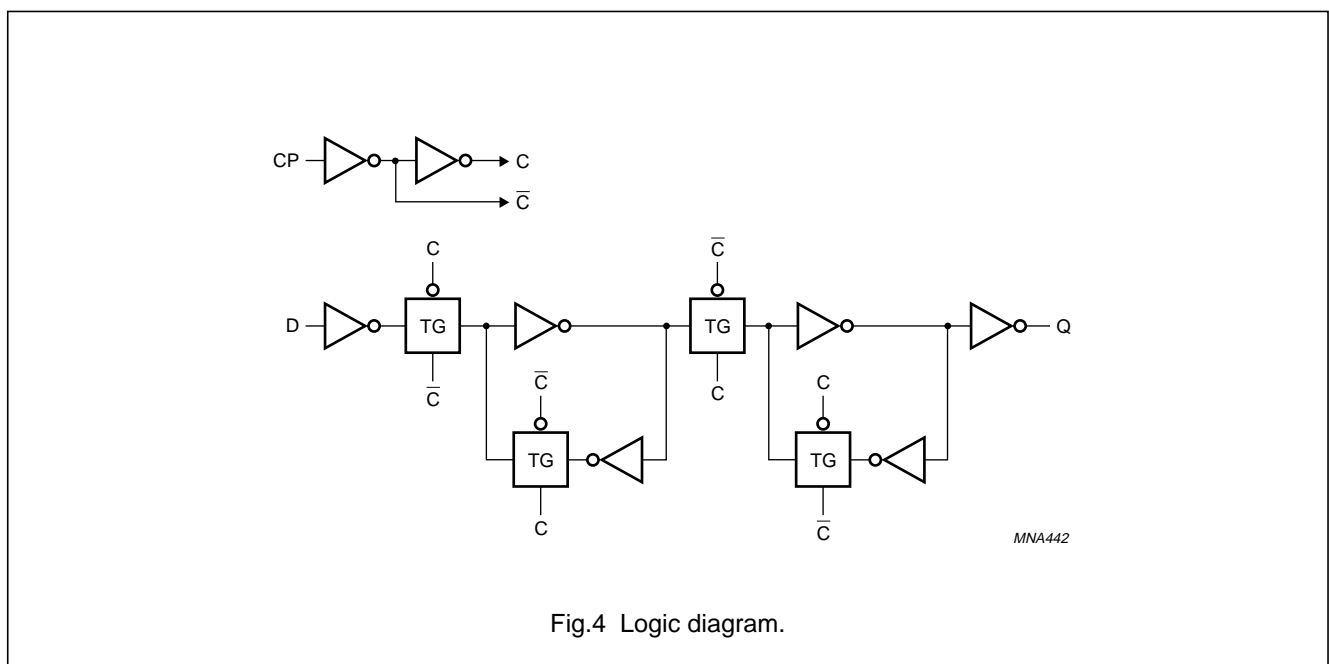 CP
C
C̅
C
C̅
D
TG
TG
Q
C̅
C̅
C
C
TG
TG
C
C̅
MNA442
Fig.4 Logic diagram.